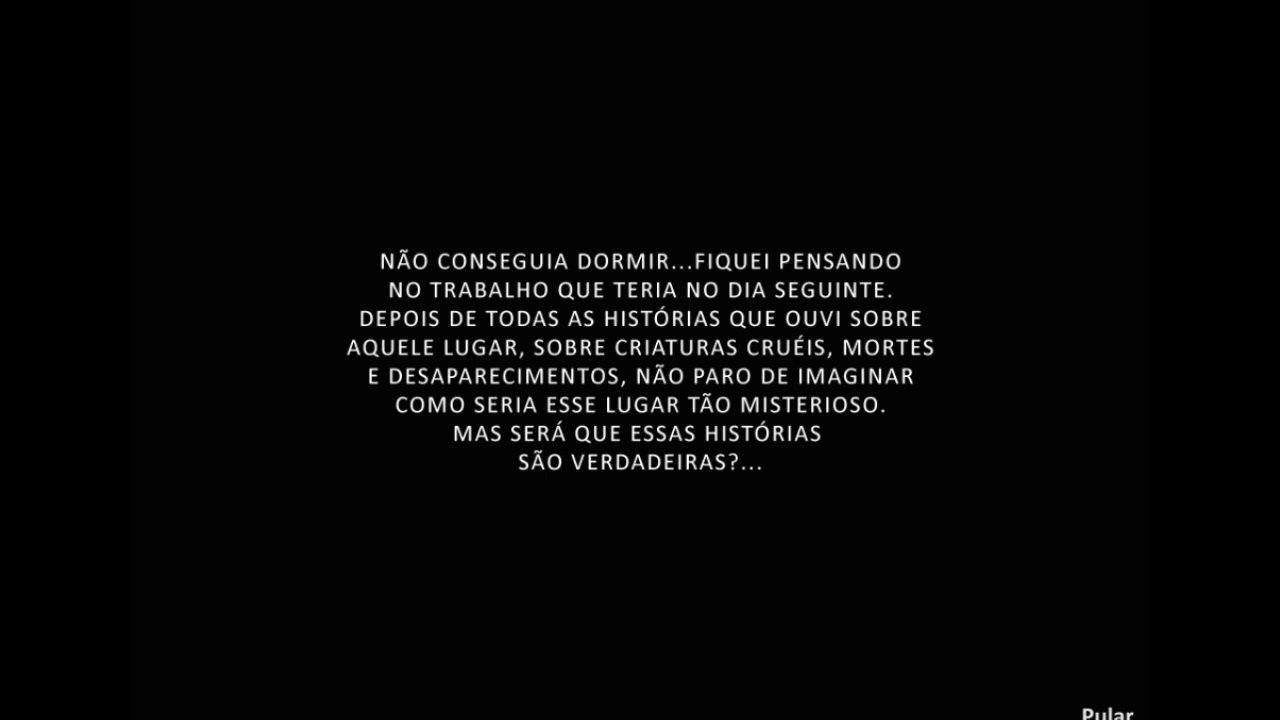 NÃO CONSEGUIA DORMIR...FIQUEI PENSANDO
NO TRABALHO QUE TERIA NO DIA SEGUINTE.
DEPOIS DE TODAS AS HISTÓRIAS QUE OUVI SOBRE
AQUELE LUGAR, SOBRE CRIATURAS CRUÉIS, MORTES
E DESAPARECIMENTOS, NÃO PARO DE IMAGINAR
COMO SERIA ESSE LUGAR TÃO MISTERIOSO.
MAS SERÁ QUE ESSAS HISTÓRIAS
SÃO VERDADEIRAS?...
Pular